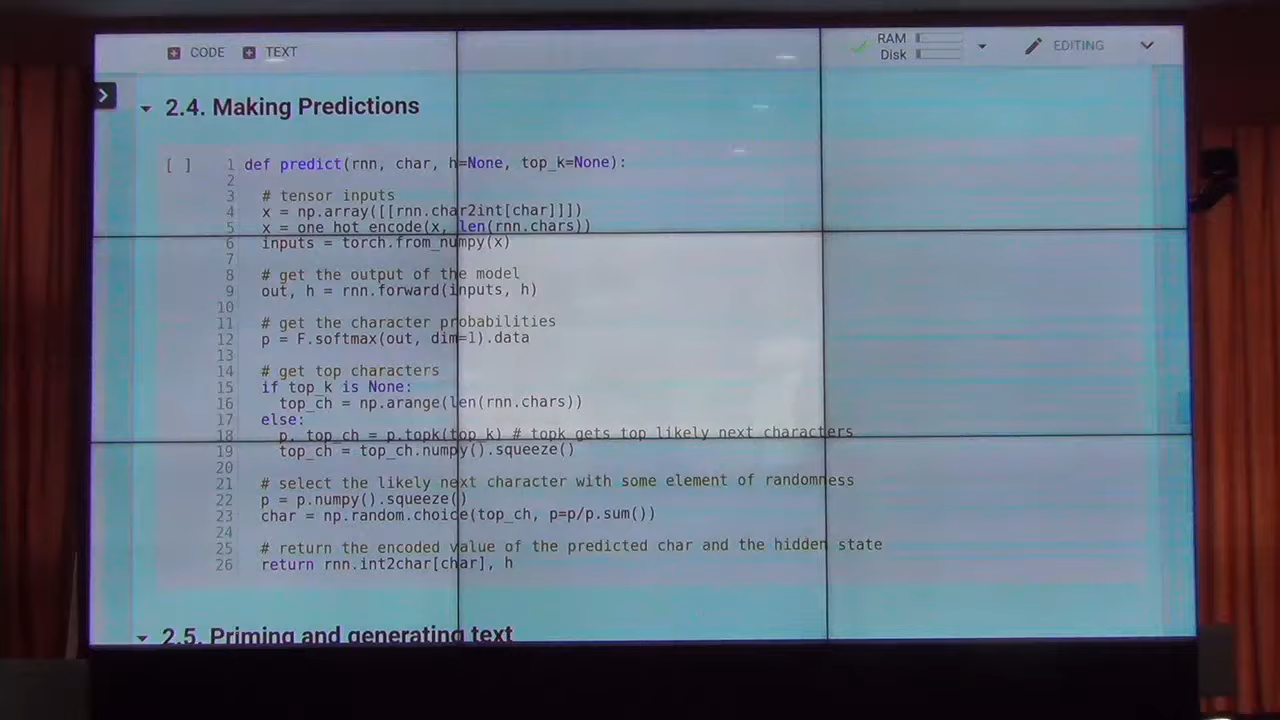 CODE TEXT RAM
Disk EDITING
2.4. Making Predictions
[ ] 1 def predict(rnn, char, h=None, top_k=None):
2
3 # tensor inputs
4 x = np.array([[rnn.char2int[char]]])
5 x = one_hot_encode(x, len(rnn.chars))
6 inputs = torch.from_numpy(x)
7
8 # get the output of the model
9 out, h = rnn.forward(inputs, h)
10
11 # get the character probabilities
12 p = F.softmax(out, dim=1).data
13
14 # get top characters
15 if top_k is None:
16 top_ch = np.arange(len(rnn.chars))
17 else:
18 p, top_ch = p.topk(top_k) # topk gets top likely next characters
19 top_ch = top_ch.numpy().squeeze()
20
21 # select the likely next character with some element of randomness
22 p = p.numpy().squeeze()
23 char = np.random.choice(top_ch, p=p/p.sum())
24
25 # return the encoded value of the predicted char and the hidden state
26 return rnn.int2char[char], h
2.5. Priming and generating text